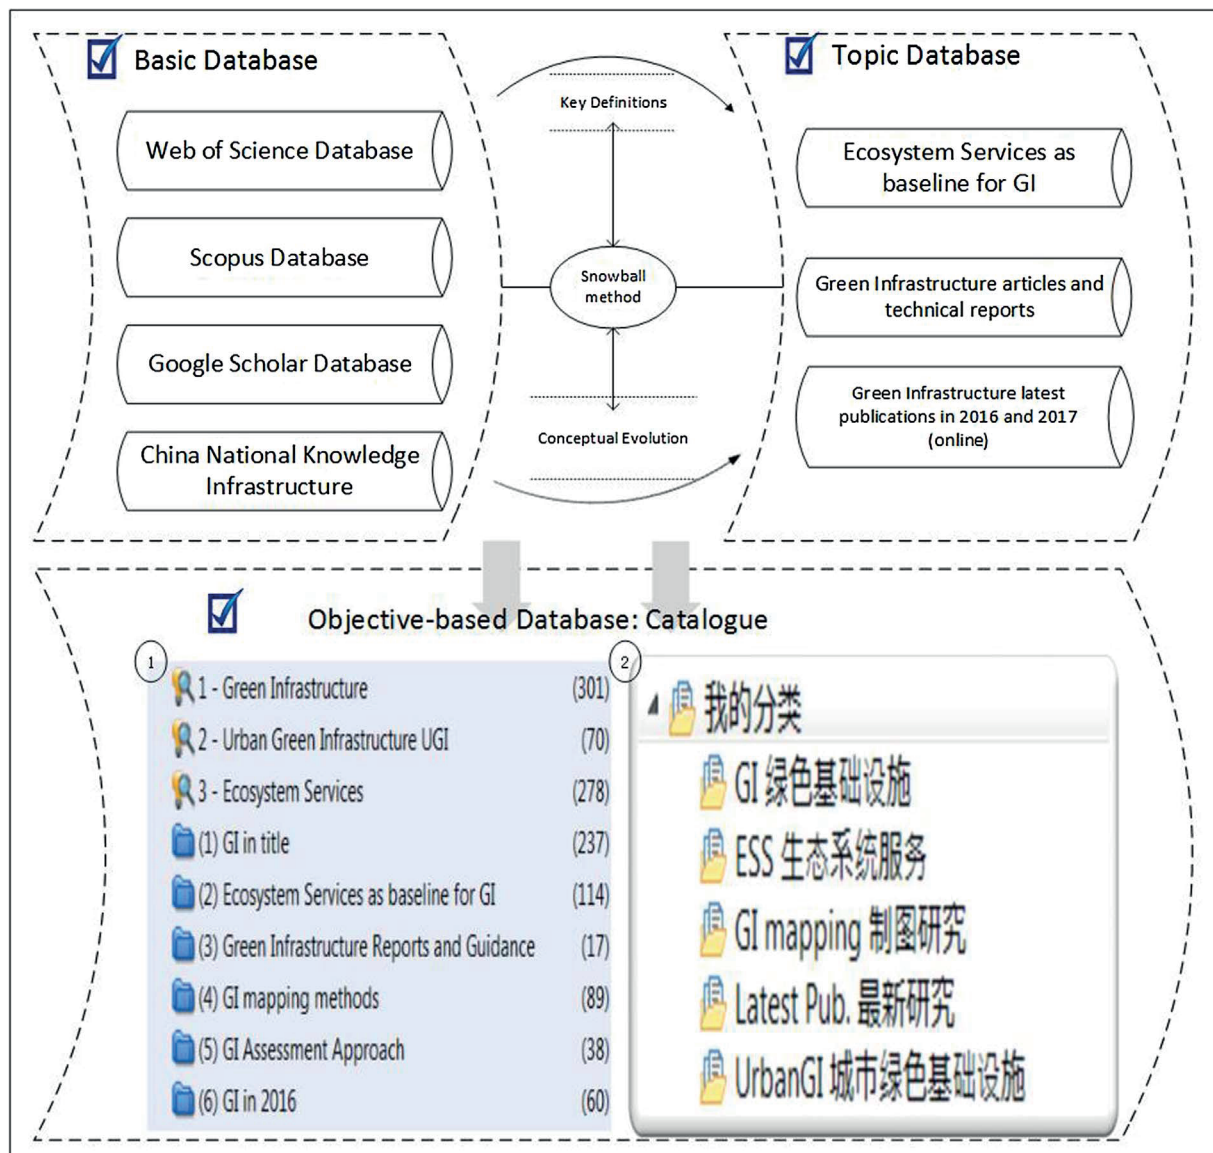 Basic Database
Web of Science Database
Scopus Database
Google Scholar Database
China National Knowledge
Infrastructure
Key Definitions
Snowball
method
Conceptual Evolution
Topic Database
Ecosystem Services as
baseline for GI
Green Infrastructure articles and
technical reports
Green Infrastructure latest
publications in 2016 and 2017
(online)
Objective-based Database: Catalogue
1
1 - Green Infrastructure (301)
2 - Urban Green Infrastructure UGI (70)
3 - Ecosystem Services (278)
(1) GI in title (237)
(2) Ecosystem Services as baseline for GI (114)
(3) Green Infrastructure Reports and Guidance (17)
(4) GI mapping methods (89)
(5) GI Assessment Approach (38)
(6) GI in 2016 (60)
2
我的分类
GI 绿色基础设施
ESS 生态系统服务
GI mapping 制图研究
Latest Pub. 最新研究
UrbanGI 城市绿色基础设施